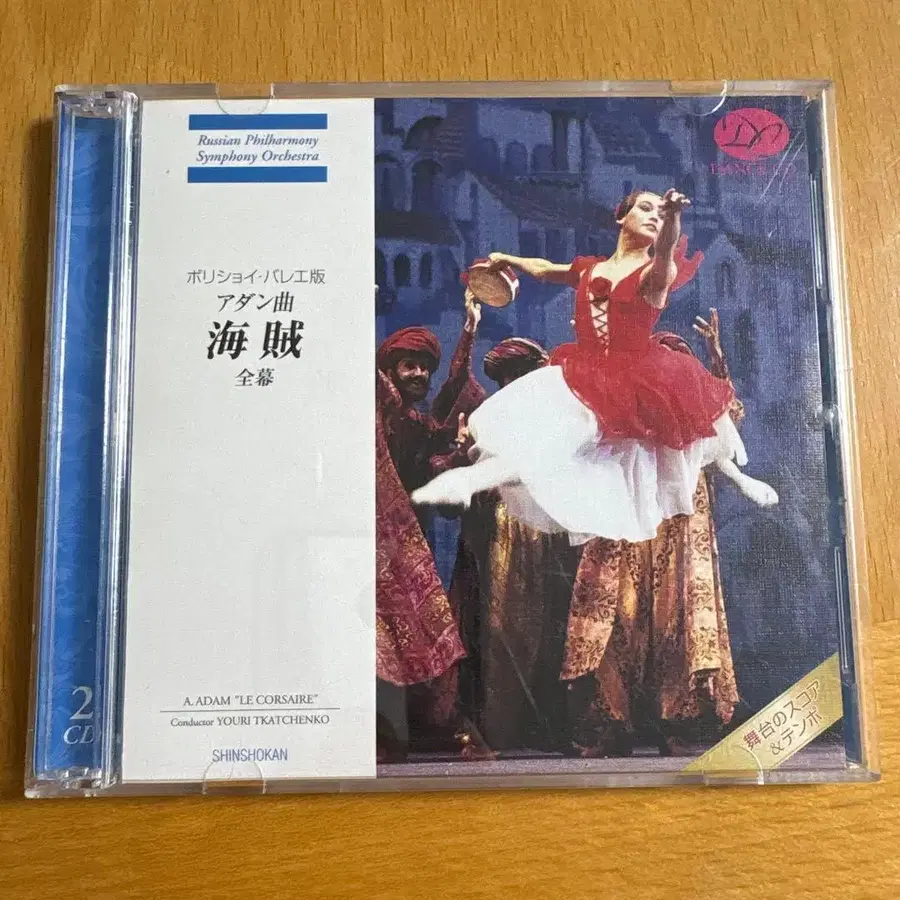 Russian Philharmony
Symphony Orchestra
ボリショイ・バレエ版
アダン曲
海賊
全幕
A. ADAM "LE CORSAIRE"
Conductor YOURI TKATCHENKO
SHINSHOKAN
2
CD
DANCE CD
舞台のスコア
&テンポ